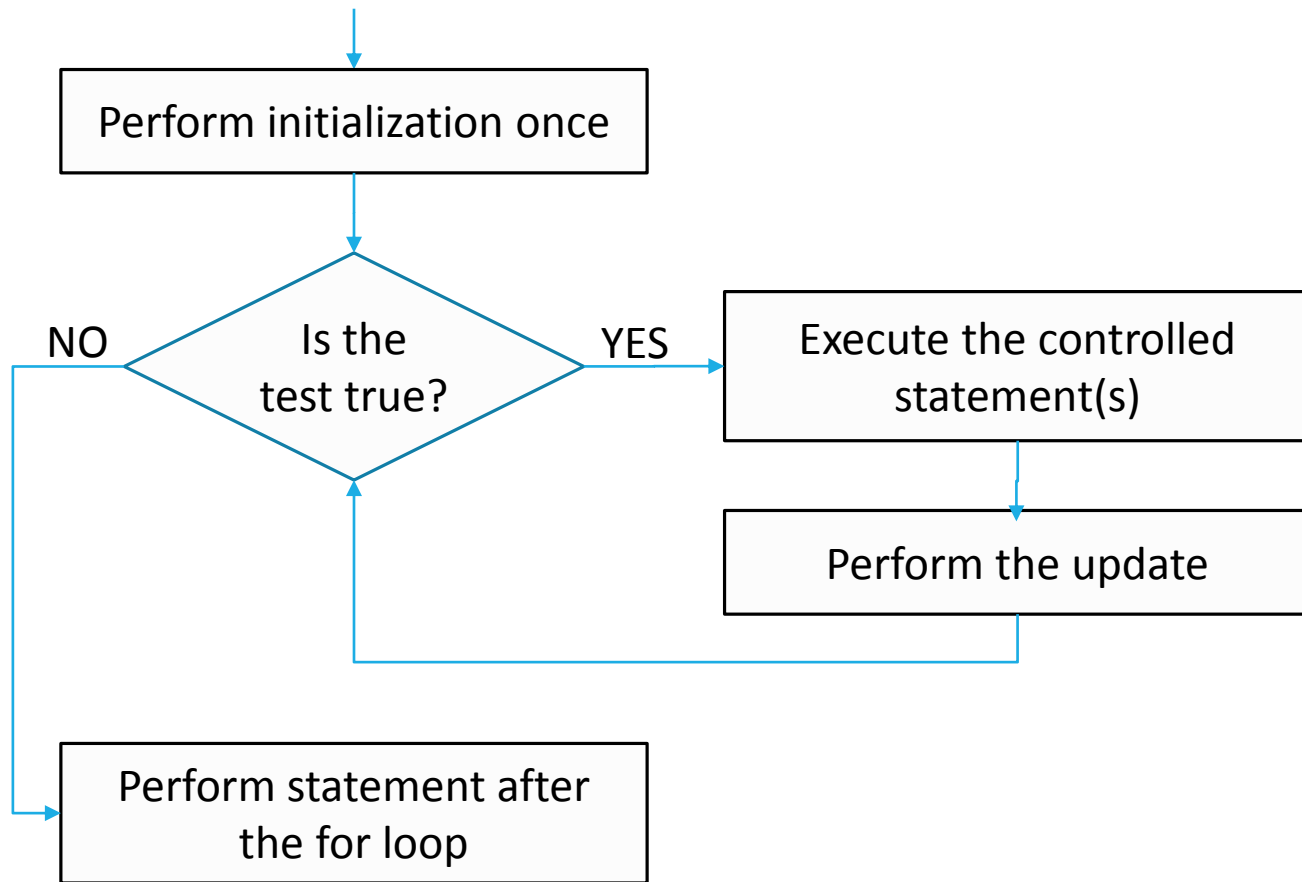 Perform initialization once
NO
Is the
test true?
YES
Execute the controlled
statement(s)
Perform the update
Perform statement after
the for loop